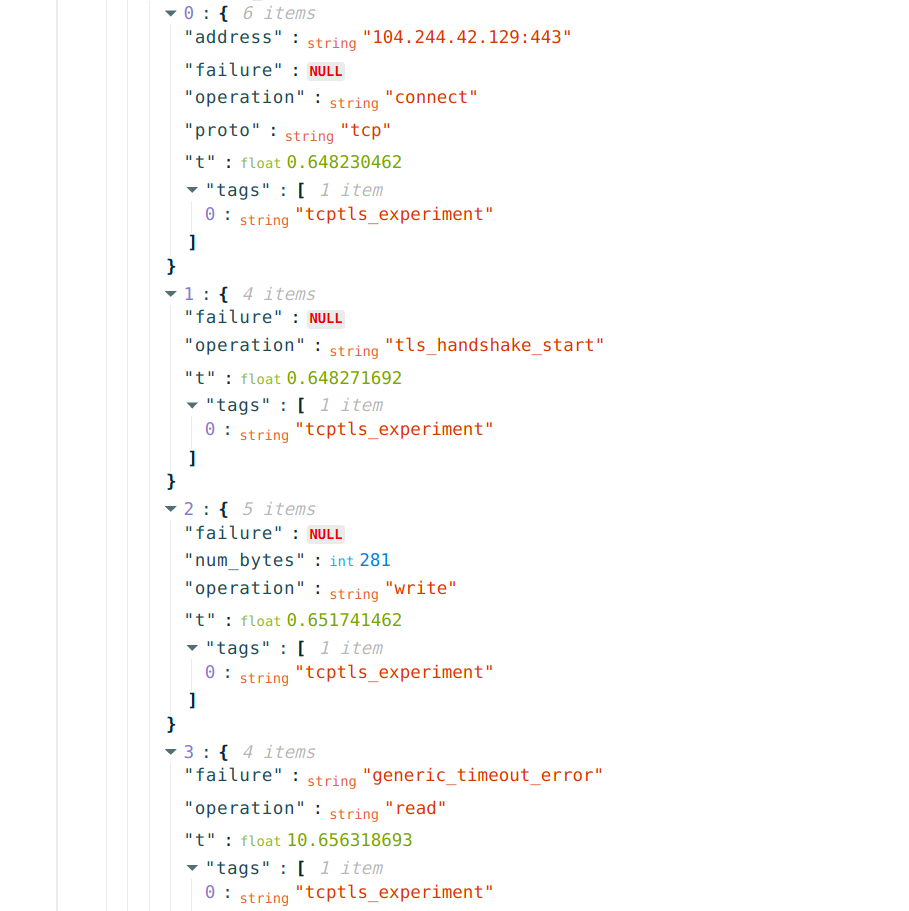 0 : { 6 items
"address" : string "104.244.42.129:443"
"failure" : NULL
"operation" : string "connect"
"proto" : string "tcp"
"t" : float 0.648230462
"tags" : [ 1 item
0 : string "tcptls_experiment"
]
}
1 : { 4 items
"failure" : NULL
"operation" : string "tls_handshake_start"
"t" : float 0.648271692
"tags" : [ 1 item
0 : string "tcptls_experiment"
]
}
2 : { 5 items
"failure" : NULL
"num_bytes" : int 281
"operation" : string "write"
"t" : float 0.651741462
"tags" : [ 1 item
0 : string "tcptls_experiment"
]
}
3 : { 4 items
"failure" : string "generic_timeout_error"
"operation" : string "read"
"t" : float 10.656318693
"tags" : [ 1 item
0 : string "tcptls_experiment"